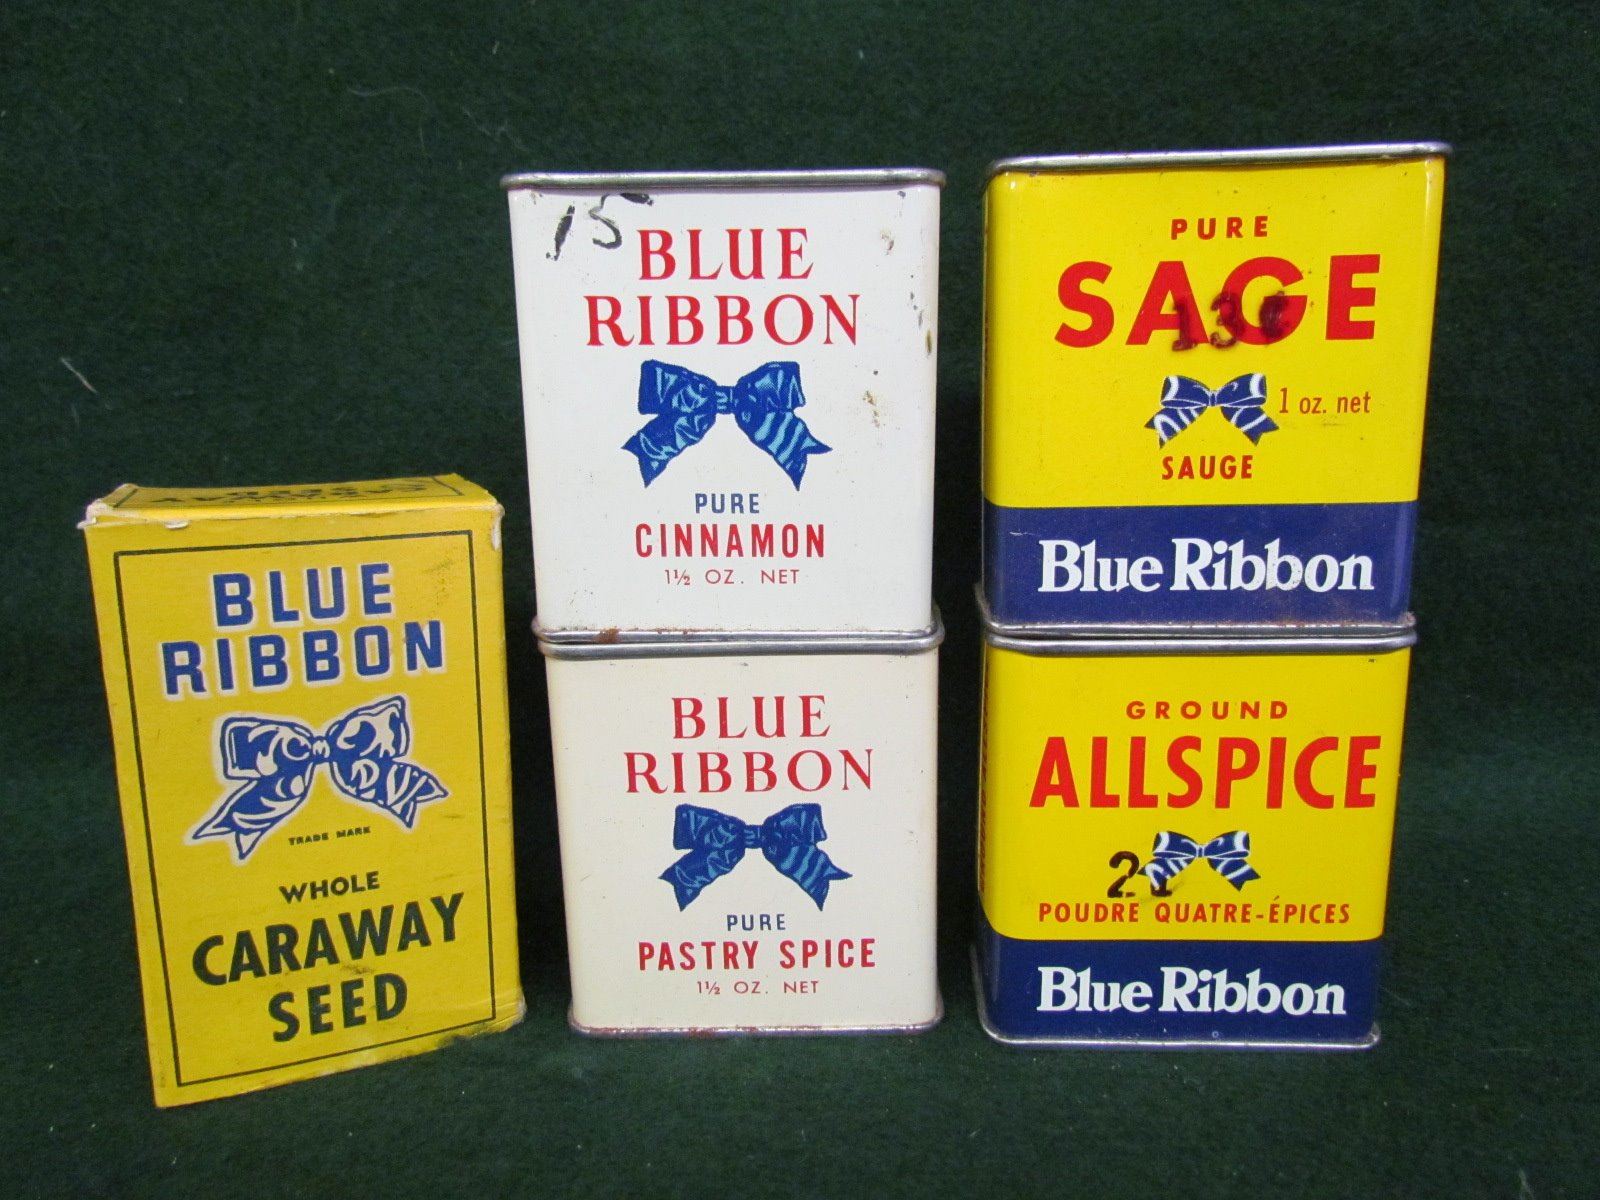 BLUE
RIBBON
TRADE MARK
WHOLE
CARAWAY
SEED
15
BLUE
RIBBON
PURE
CINNAMON
1½ OZ. NET
BLUE
RIBBON
PURE
PASTRY SPICE
1½ OZ. NET
PURE
SAGE
13¢
1 oz. net
SAUGE
Blue Ribbon
GROUND
ALLSPICE
21
POUDRE QUATRE-ÉPICES
Blue Ribbon